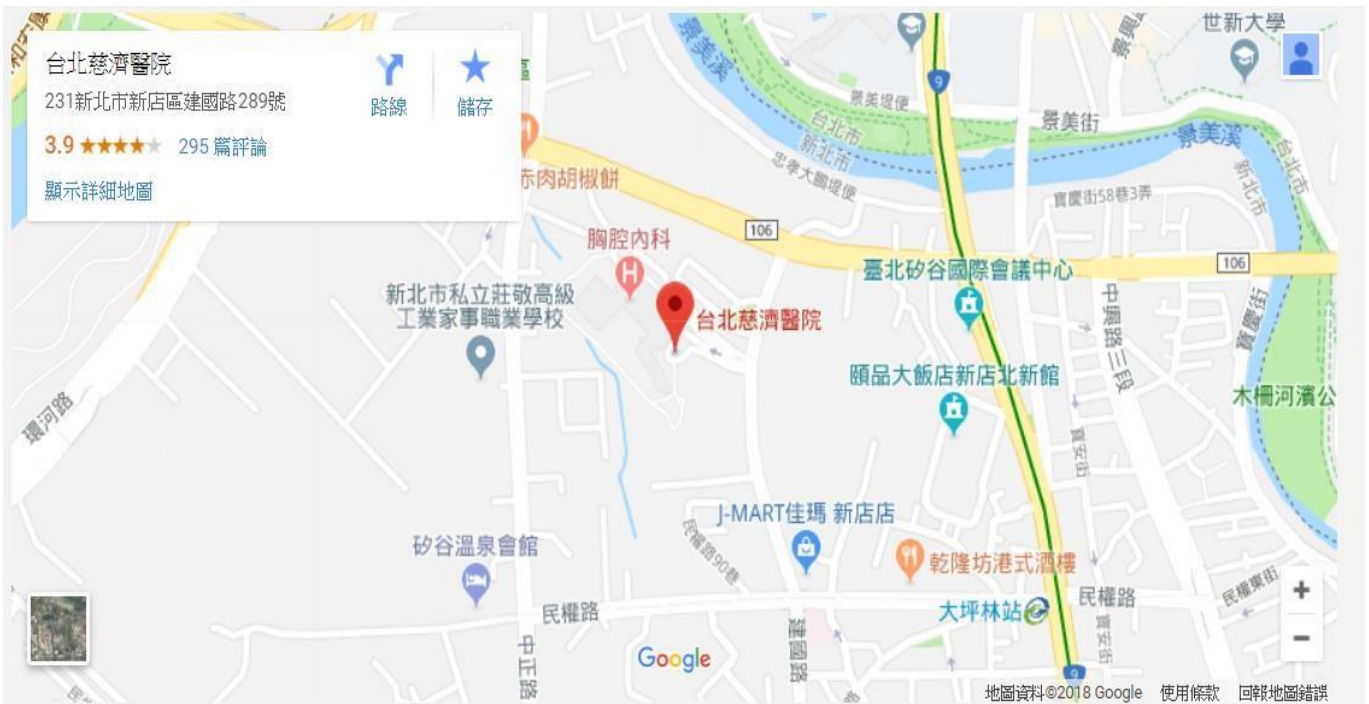 台北慈濟醫院
231新北市新店區建國路289號
3.9
295 篇評論
顯示詳細地圖
路線
儲存
世新大學
景美溪
9
景美堤便
台北市
新北市
忠孝大鵬堤便
景美街
景美溪
台北市
新北市
寶慶街58巷3弄
赤肉胡椒餅
106
106
胸腔內科
H
台北慈濟醫院
新北市私立莊敬高級
工業家事職業學校
臺北矽谷國際會議中心
中興路三段
寶慶街
頤品大飯店新店北新館
木柵河濱公
環河路
寶安街
J-MART佳瑪 新店店
民權路90巷
矽谷溫泉會館
乾隆坊港式酒樓
大坪林站
民權路
民權路
民權東街
寶安街
中正路
建國路
Google
9
+
−
地圖資料©2018 Google
使用條款
回報地圖錯誤